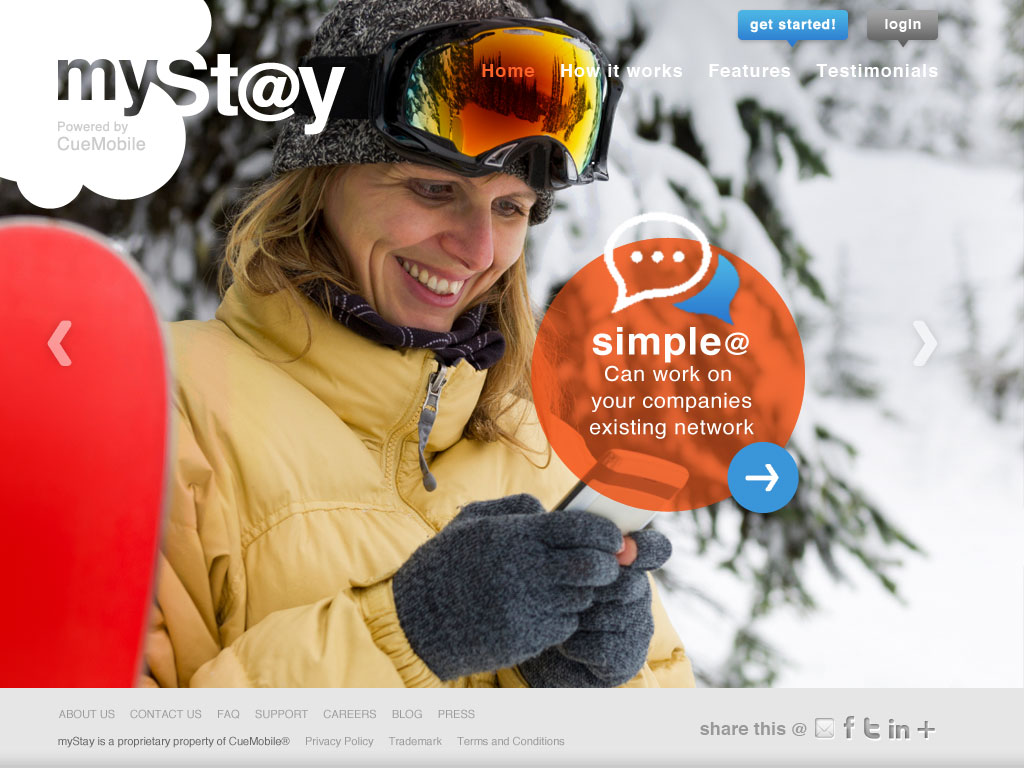 get started!
login
mySt@y
Home How it works Features Testimonials
Powered by
CueMobile
simple@
Can work on
your companies
existing network
ABOUT US CONTACT US FAQ SUPPORT CAREERS BLOG PRESS
share this @
myStay is a proprietary property of CueMobile® Privacy Policy Trademark Terms and Conditions